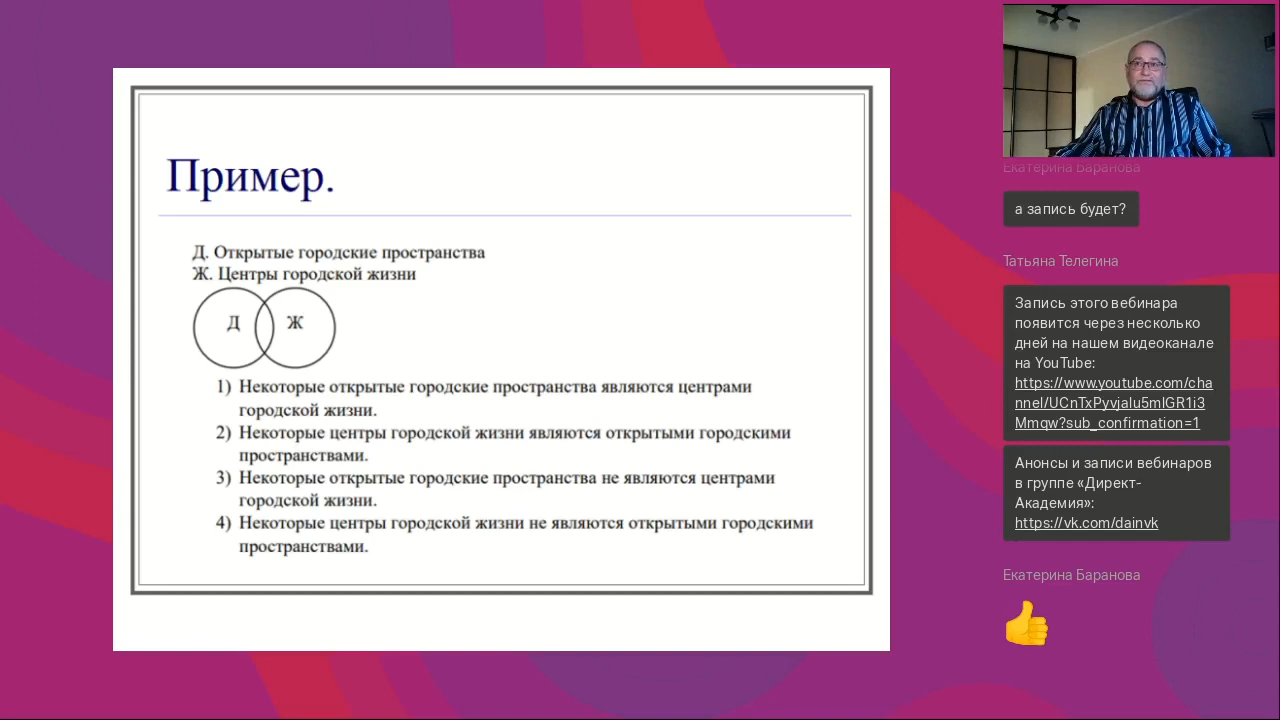 Пример.
Д. Открытые городские пространства
Ж. Центры городской жизни
Д
Ж
1) Некоторые открытые городские пространства являются центрами
городской жизни.
2) Некоторые центры городской жизни являются открытыми городскими
пространствами.
3) Некоторые открытые городские пространства не являются центрами
городской жизни.
4) Некоторые центры городской жизни не являются открытыми городскими
пространствами.
Екатерина Баранова
а запись будет?
Татьяна Телегина
Запись этого вебинара
появится через несколько
дней на нашем видеоканале
на YouTube:
https://www.youtube.com/cha
nnel/UCnTxPyvjalu5mlGR1i3
Mmqw?sub_confirmation=1
Анонсы и записи вебинаров
в группе «Директ-
Академия»:
https://vk.com/dainvk
Екатерина Баранова